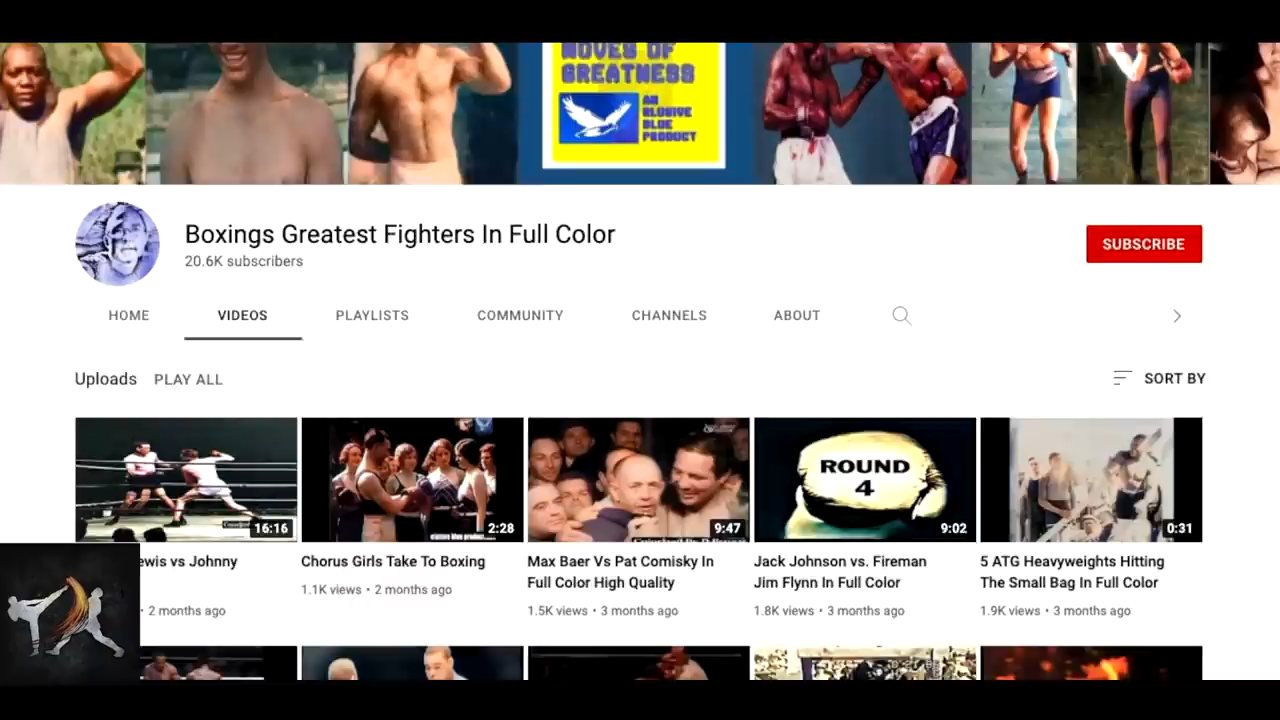 MOVES OF
GREATNESS
AN
ELUSIVE
BLUE
PRODUCT
Boxings Greatest Fighters In Full Color
20.6K subscribers
SUBSCRIBE
HOME VIDEOS PLAYLISTS COMMUNITY CHANNELS ABOUT
Uploads PLAY ALL
SORT BY
16:16
2:28
9:47
ROUND
4
9:02
0:31
ewis vs Johnny
• 2 months ago
Chorus Girls Take To Boxing
1.1K views • 2 months ago
Max Baer Vs Pat Comisky In
Full Color High Quality
1.5K views • 3 months ago
Jack Johnson vs. Fireman
Jim Flynn In Full Color
1.8K views • 3 months ago
5 ATG Heavyweights Hitting
The Small Bag In Full Color
1.9K views • 3 months ago